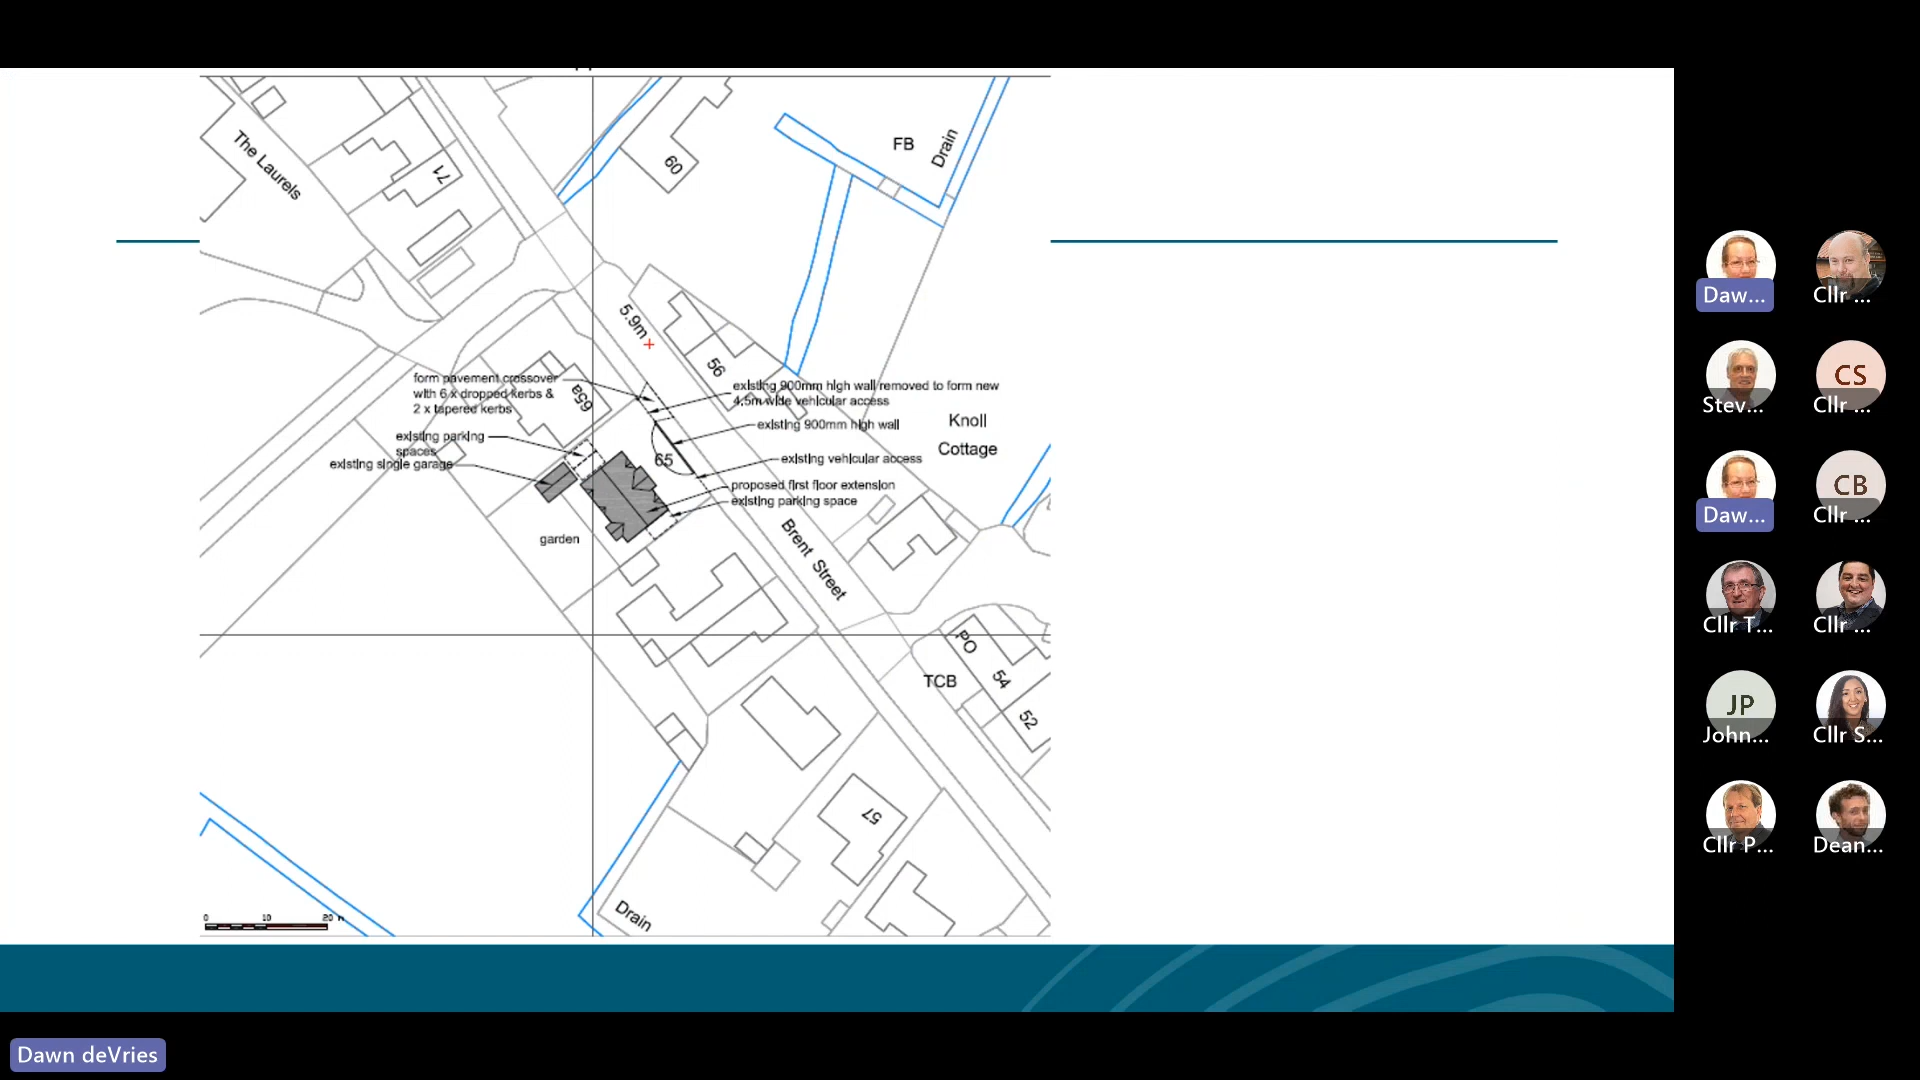 The Laurels
71
60
FB
Drain
5.9m
56
65a
form pavement crossover
with 6 x dropped kerbs &
2 x tapered kerbs
existing parking
spaces
existing single garage
existing 900mm high wall removed to form new
4.5m wide vehicular access
existing 900mm high wall
Knoll
Cottage
existing vehicular access
65
proposed first floor extension
existing parking space
garden
Brent Street
PO
54
TCB
52
57
Drain
0 10 20 m
Daw...
Cllr ...
Stev...
CS
Cllr ...
Daw...
CB
Cllr ...
Cllr T...
Cllr ...
JP
John...
Cllr S...
Cllr P...
Dean...
Dawn deVries